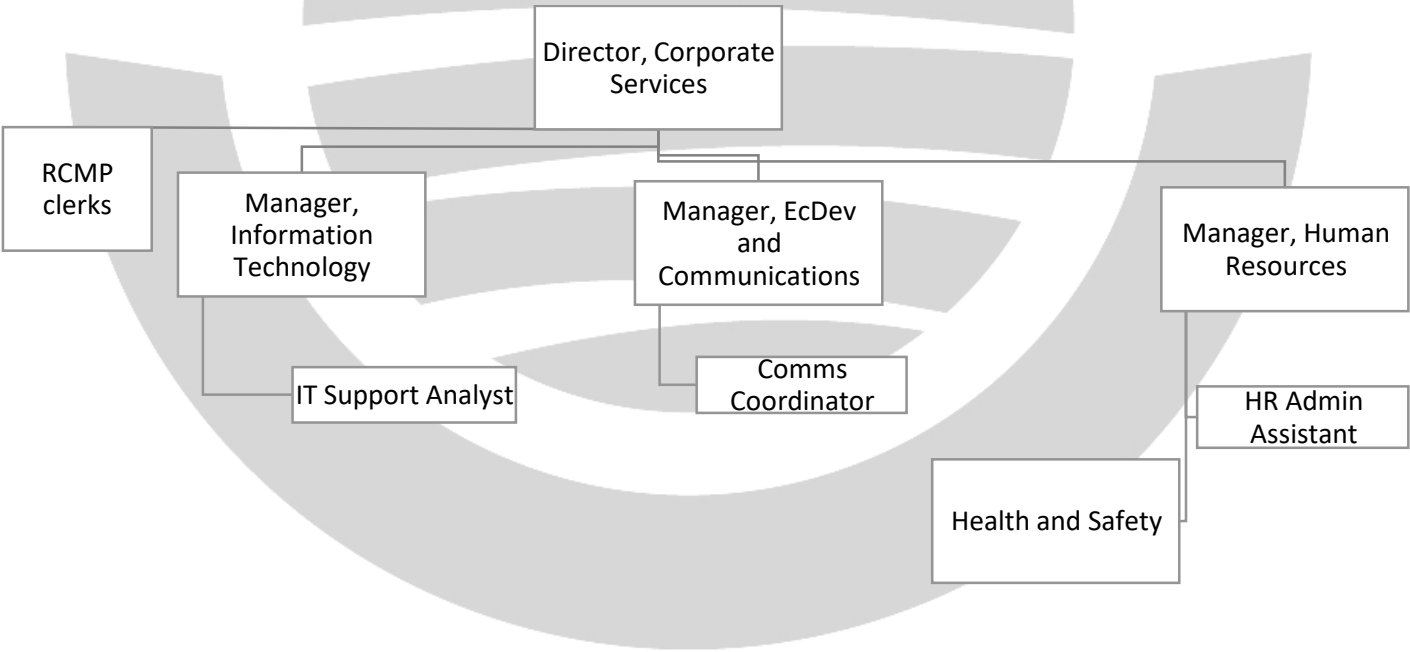 Director, Corporate
Services
RCMP
clerks
Manager,
Information
Technology
Manager, EcDev
and
Communications
Manager, Human
Resources
IT Support Analyst
Comms
Coordinator
HR Admin
Assistant
Health and Safety